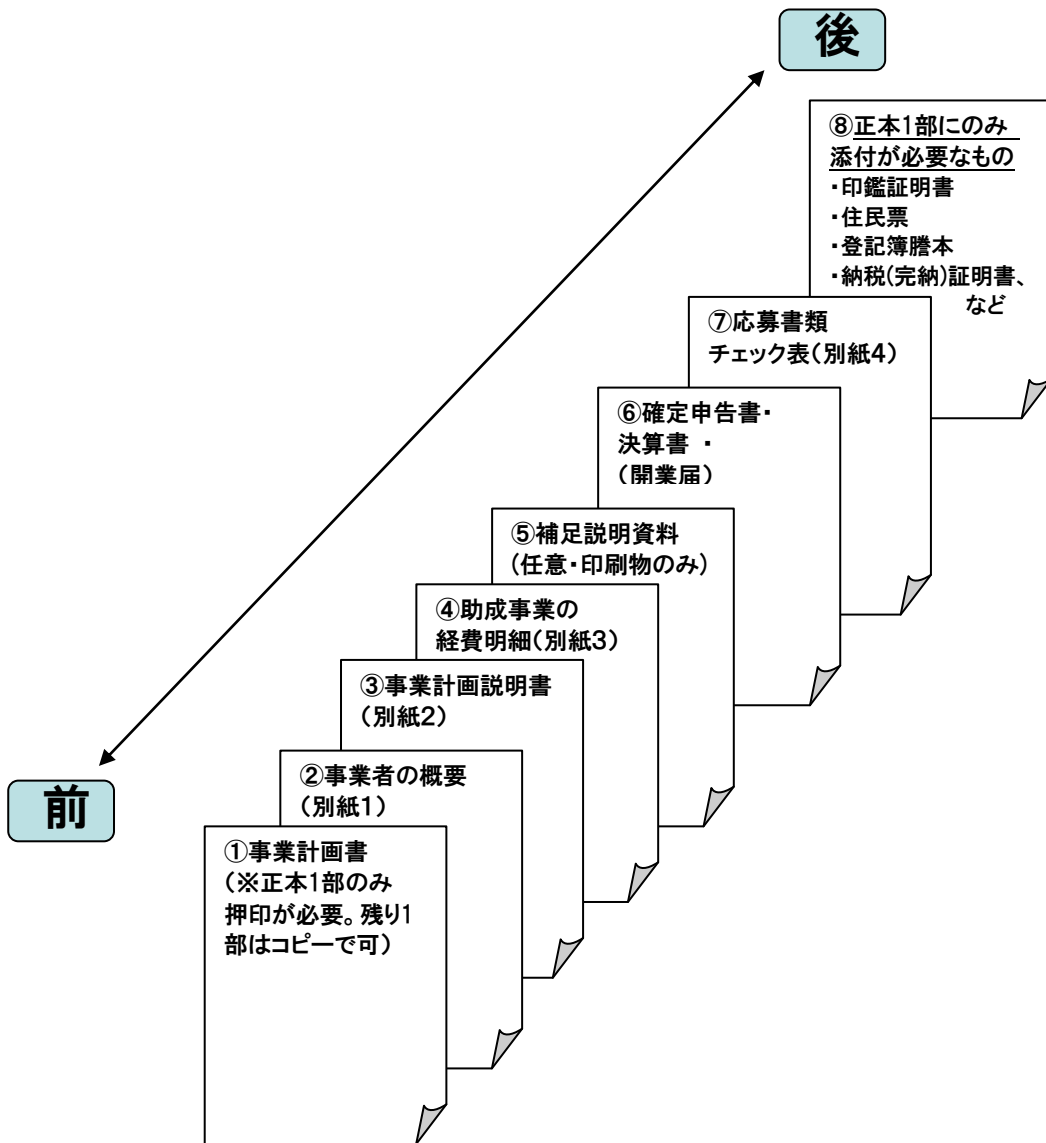 後
⑧正本1部にのみ
添付が必要なもの
・印鑑証明書
・住民票
・登記簿謄本
・納税(完納)証明書、
など
⑦応募書類
チェック表(別紙4)
⑥確定申告書・
決算書 ・
(開業届)
⑤補足説明資料
(任意・印刷物のみ)
④助成事業の
経費明細(別紙3)
③事業計画説明書
(別紙2)
②事業者の概要
(別紙1)
前
①事業計画書
(※正本1部のみ
押印が必要。残り1
部はコピーで可)